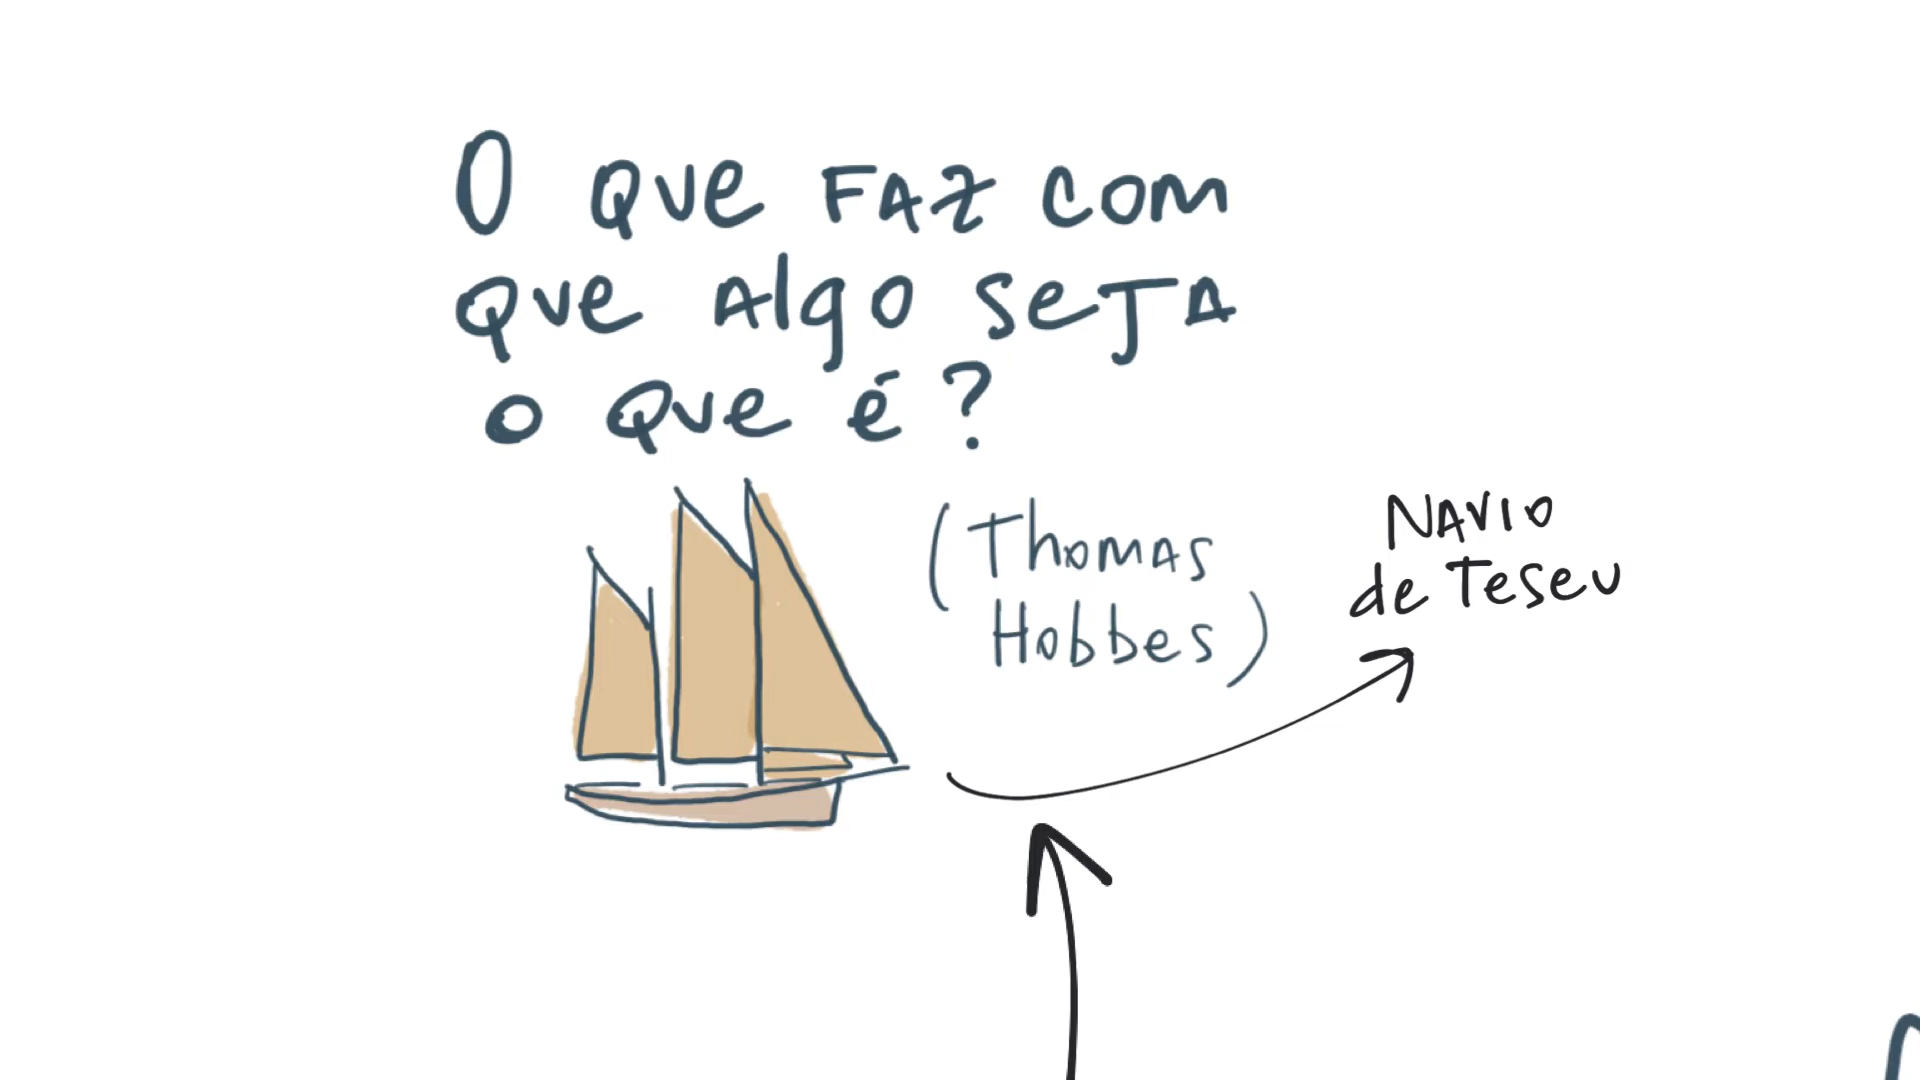 O QUE FAZ COM
QUE Algo SEJA
O QUE É?
(Thomas
Hobbes)
NAVIO
de Teseu